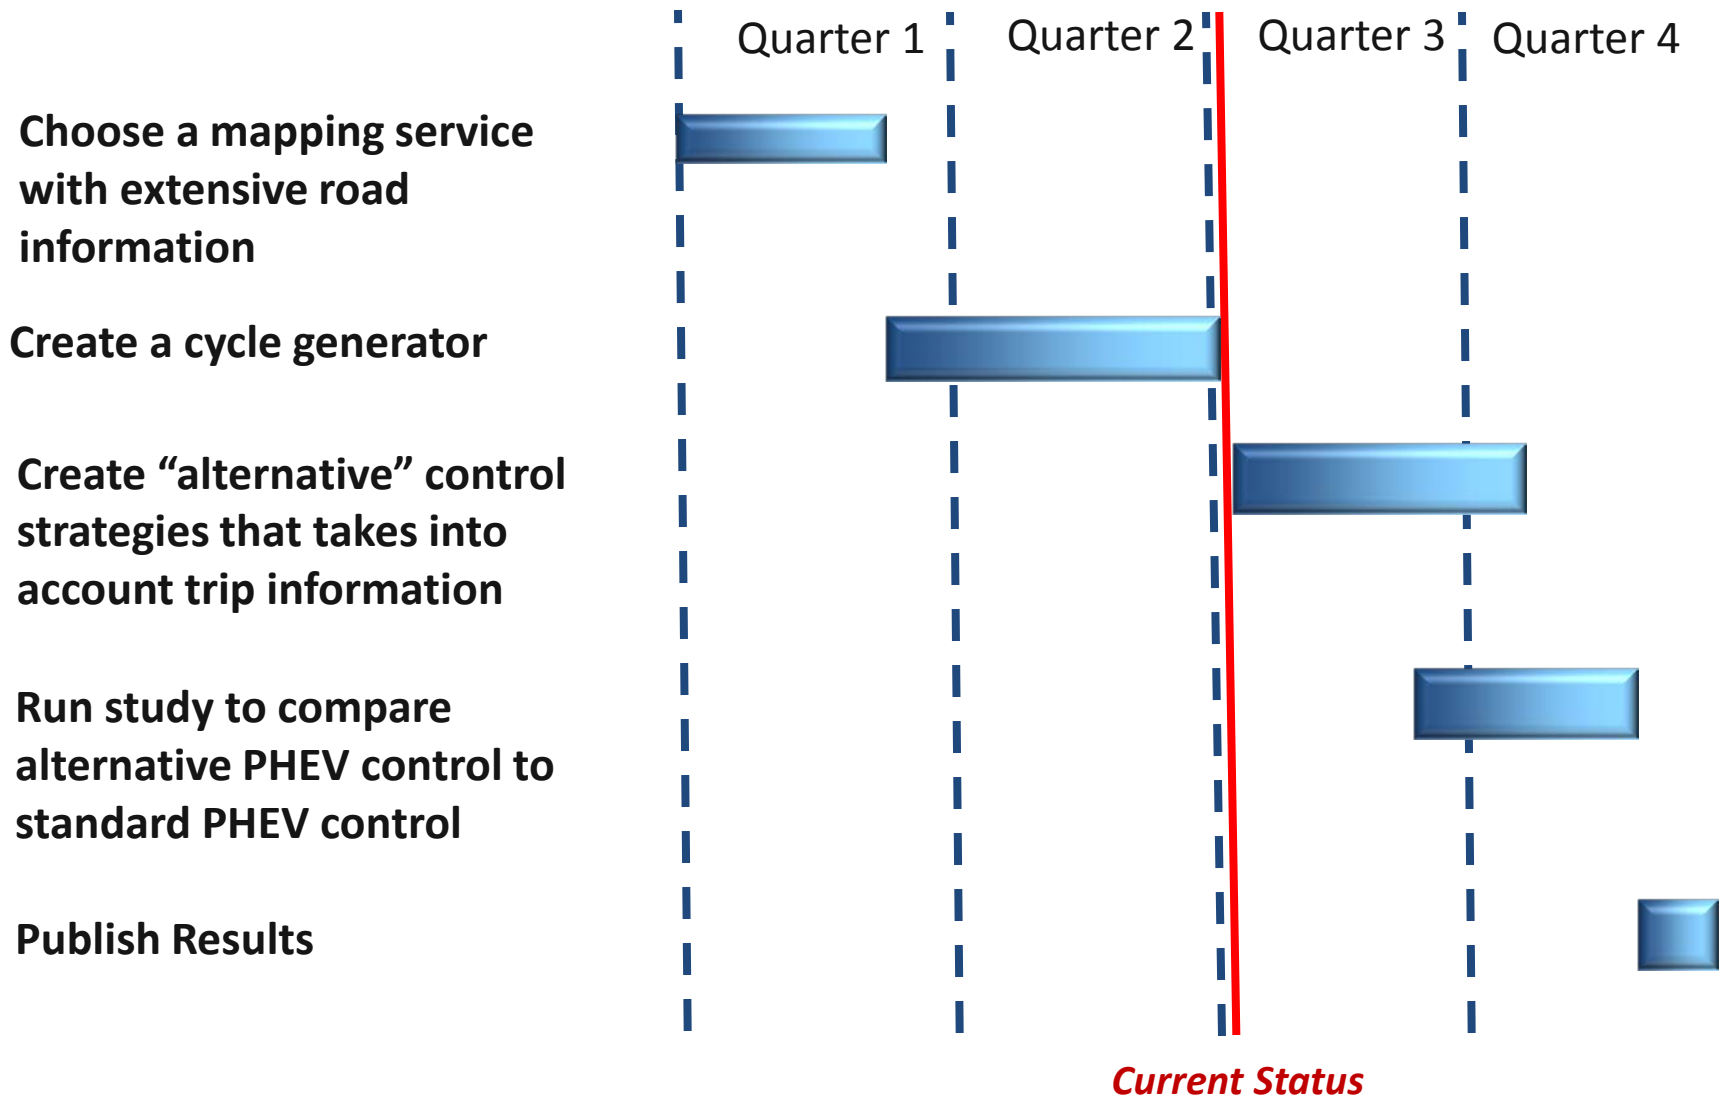 Quarter 1
Quarter 2
Quarter 3
Quarter 4
Choose a mapping service
with extensive road
information
Create a cycle generator
Create “alternative” control
strategies that takes into
account trip information
Run study to compare
alternative PHEV control to
standard PHEV control
Publish Results
Current Status